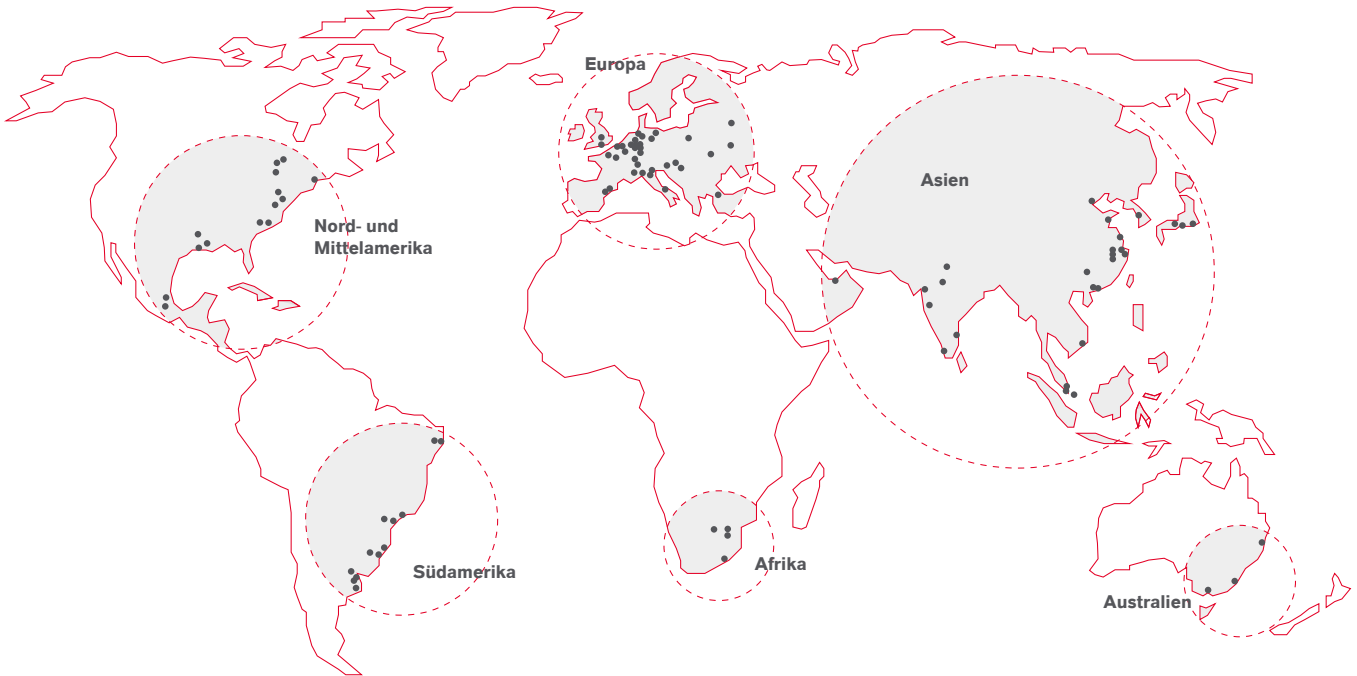 Europa
Asien
Nord- und
Mittelamerika
Südamerika
Afrika
Australien